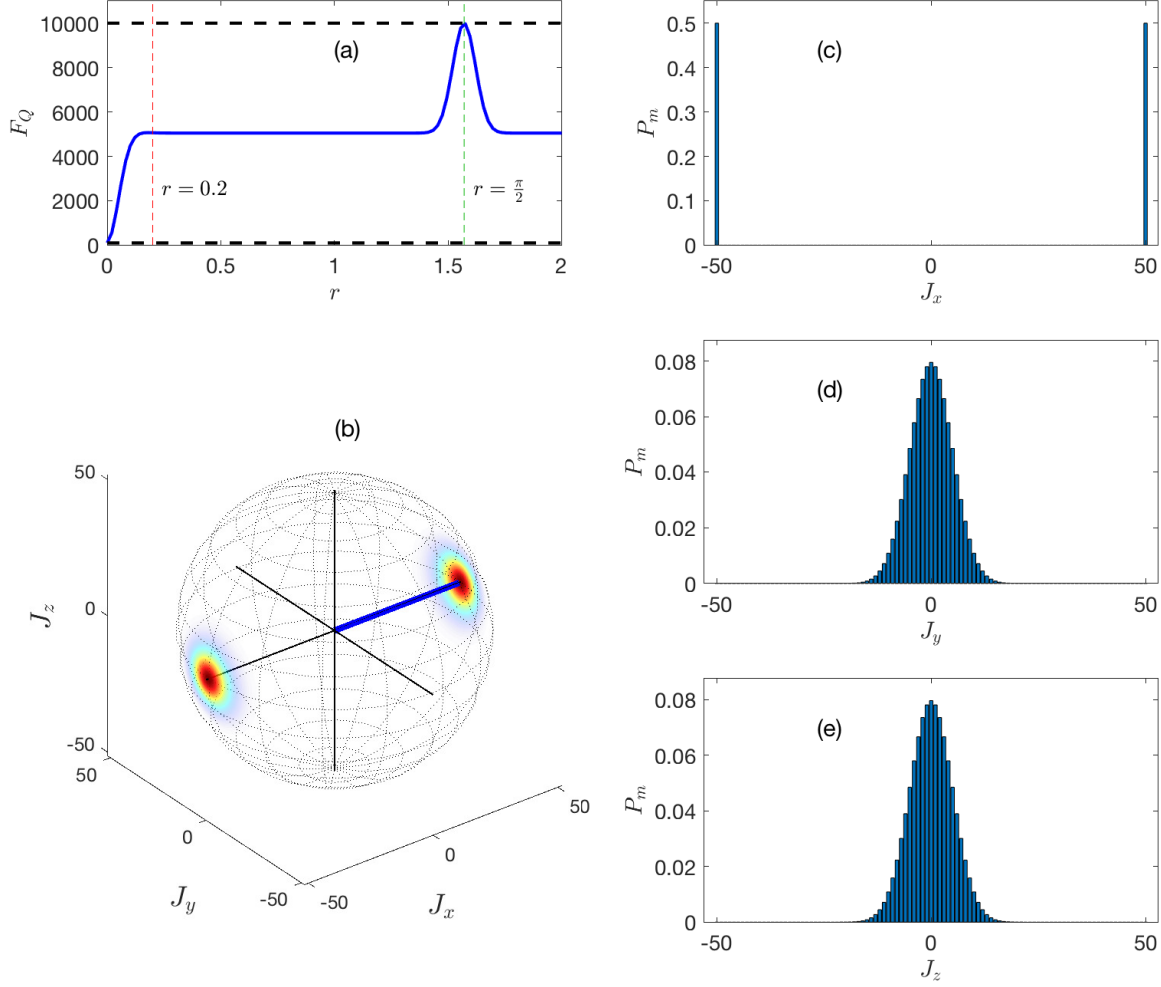 (a)
10000
8000
6000
4000
2000
0
F_Q
r = 0.2
r = π/2
0 0.5 1 1.5 2
r
(b)
50
0
-50
J_z
50
0
-50
J_y
-50
0
50
J_x
(c)
0.5
0.4
0.3
0.2
0.1
0
P_m
-50 0 50
J_x
(d)
0.08
0.06
0.04
0.02
0
P_m
-50 0 50
J_y
(e)
0.08
0.06
0.04
0.02
0
P_m
-50 0 50
J_z